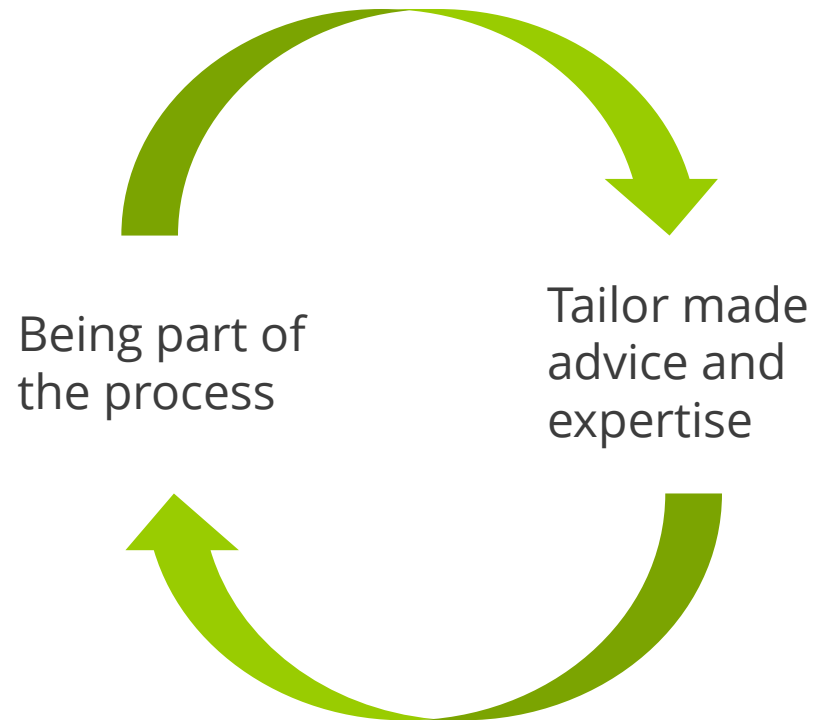 Being part of
the process
Tailor made
advice and
expertise